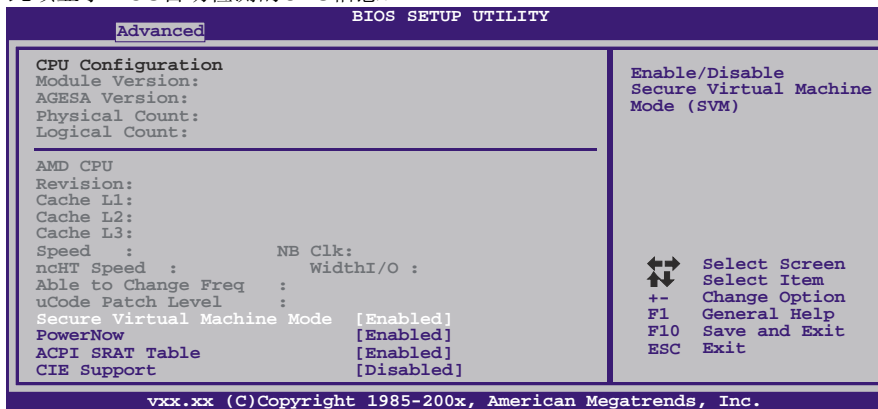 BIOS SETUP UTILITY
Advanced
CPU Configuration
Module Version:
AGESA Version:
Physical Count:
Logical Count:
AMD CPU
Revision:
Cache L1:
Cache L2:
Cache L3:
Speed : NB Clk:
ncHT Speed : WidthI/O :
Able to Change Freq :
uCode Patch Level :
Secure Virtual Machine Mode [Enabled]
PowerNow [Enabled]
ACPI SRAT Table [Enabled]
CIE Support [Disabled]
Enable/Disable
Secure Virtual Machine
Mode (SVM)
Select Screen
Select Item
+- Change Option
F1 General Help
F10 Save and Exit
ESC Exit
vxx.xx (C)Copyright 1985-200x, American Megatrends, Inc.